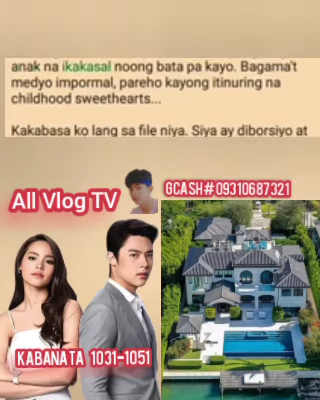 anak na ikakasal noong bata pa kayo. Bagama't
medyo impormal, pareho kayong itinuring na
childhood sweethearts...
Kakabasa ko lang sa file niya. Siya ay diborsiyo at
All Vlog TV
GCASH# 09310687321
KABANATA 1031-1051